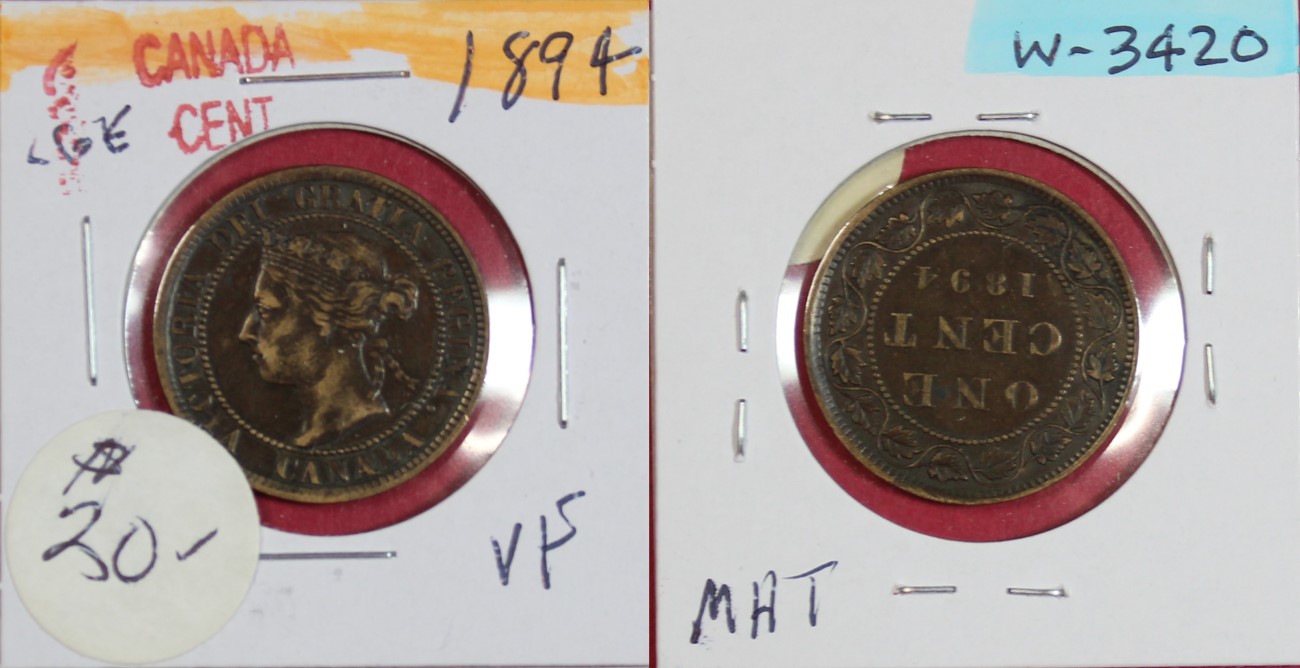 CANADA
1894
LGE CENT
VICTORIA DEI GRATIA REGINA.
CANADA
$
30-
VF
W-3420
ONE
CENT
1894
MAT